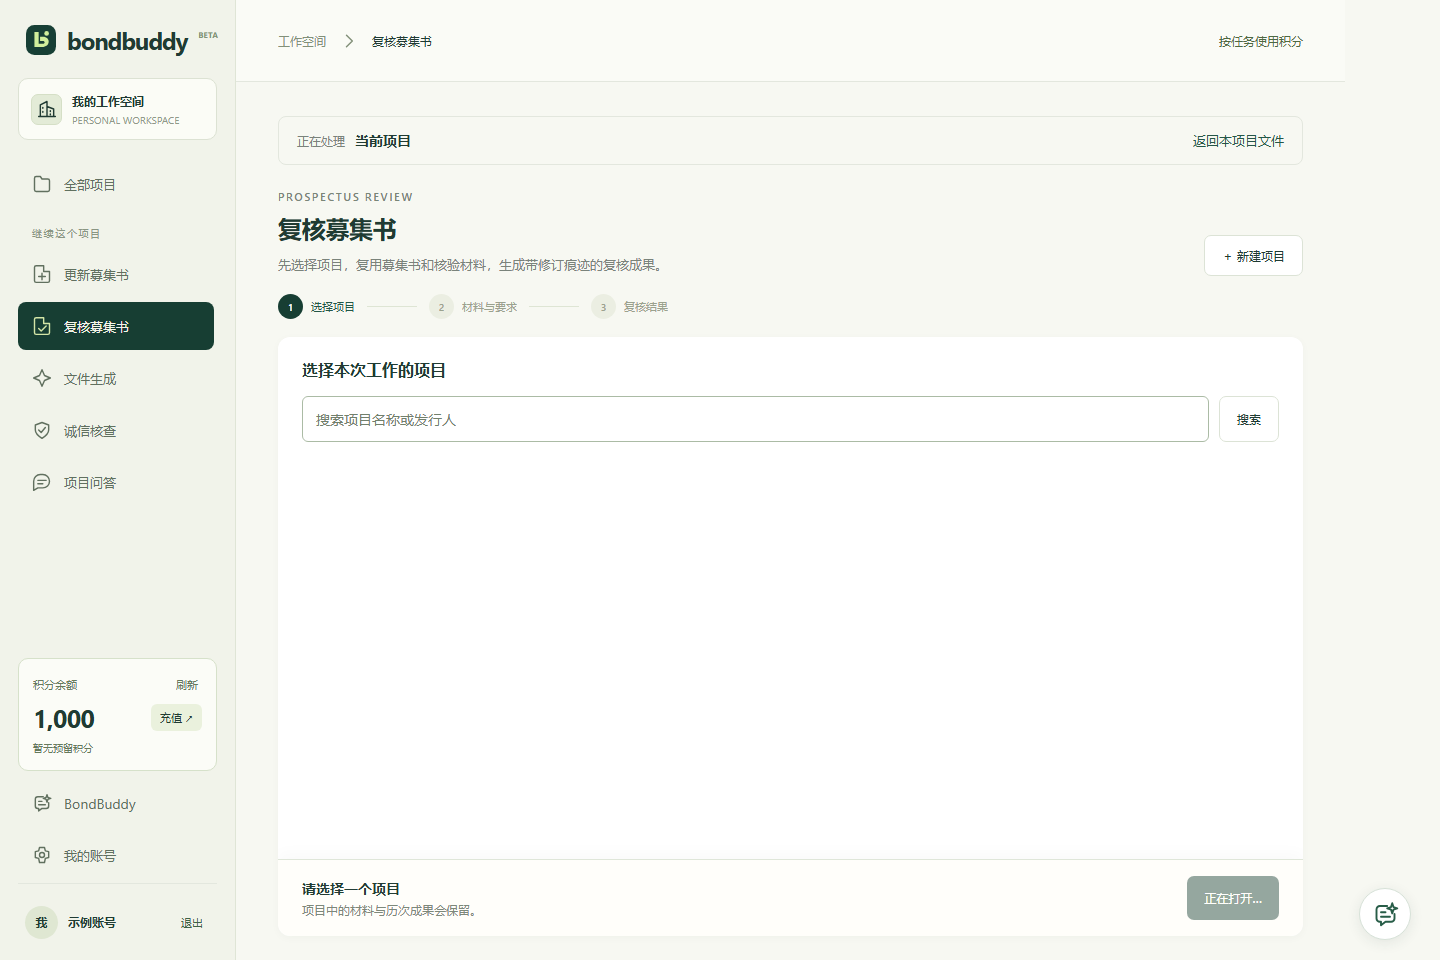 bondbuddy BETA
我的工作空间
PERSONAL WORKSPACE
全部项目
继续这个项目
更新募集书
复核募集书
文件生成
诚信核查
项目问答
积分余额 刷新
1,000 充值 ↗
暂无预留积分
BondBuddy
我的账号
我 示例账号 退出
工作空间 > 复核募集书 按任务使用积分
正在处理 当前项目 返回本项目文件
PROSPECTUS REVIEW
复核募集书
先选择项目，复用募集书和核验材料，生成带修订痕迹的复核成果。
+ 新建项目
1 选择项目 2 材料与要求 3 复核结果
选择本次工作的项目
搜索项目名称或发行人 搜索
请选择一个项目
项目中的材料与历次成果会保留。
正在打开...